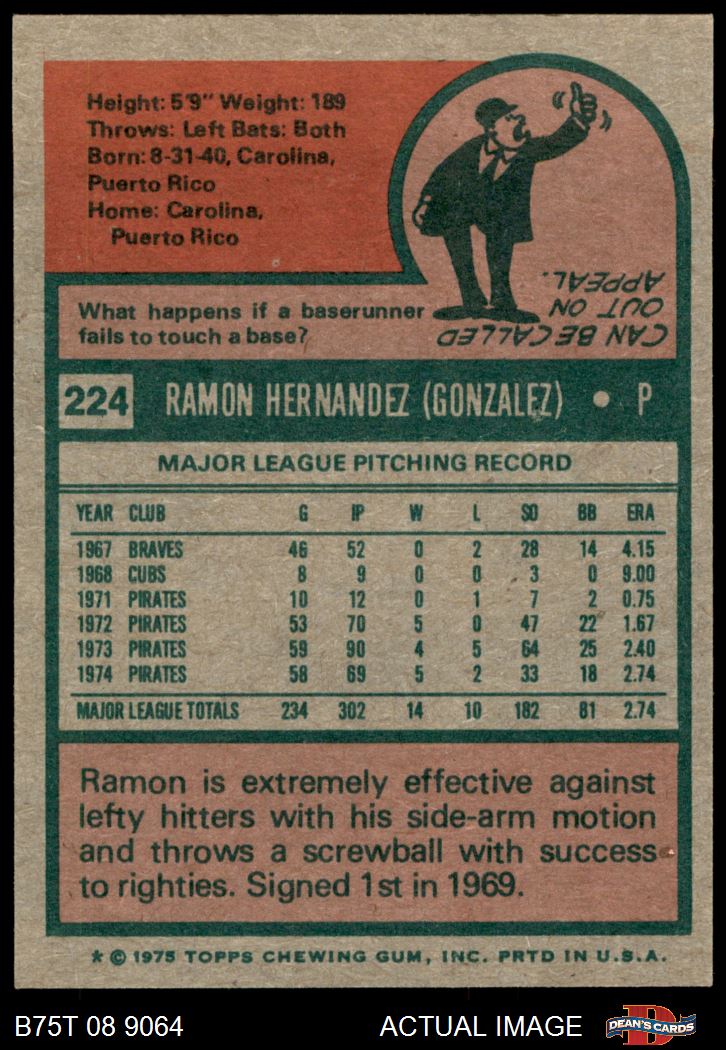 Height: 5'9" Weight: 189
Throws: Left Bats: Both
Born: 8-31-40, Carolina,
Puerto Rico
Home: Carolina,
Puerto Rico
What happens if a baserunner
fails to touch a base?
CAN BE CALLED
OUT ON
APPEAL.
224 RAMON HERNANDEZ (GONZALEZ) • P
MAJOR LEAGUE PITCHING RECORD
YEAR CLUB G IP W L SO BB ERA
1967 BRAVES 46 52 0 2 28 14 4.15
1968 CUBS 8 9 0 0 3 0 9.00
1971 PIRATES 10 12 0 1 7 2 0.75
1972 PIRATES 53 70 5 0 47 22 1.67
1973 PIRATES 59 90 4 5 64 25 2.40
1974 PIRATES 58 69 5 2 33 18 2.74
MAJOR LEAGUE TOTALS 234 302 14 10 182 81 2.74
Ramon is extremely effective against
lefty hitters with his side-arm motion
and throws a screwball with success
to righties. Signed 1st in 1969.
* © 1975 TOPPS CHEWING GUM, INC. PRTD IN U.S.A.
B75T 08 9064 ACTUAL IMAGE DEAN'S CARDS